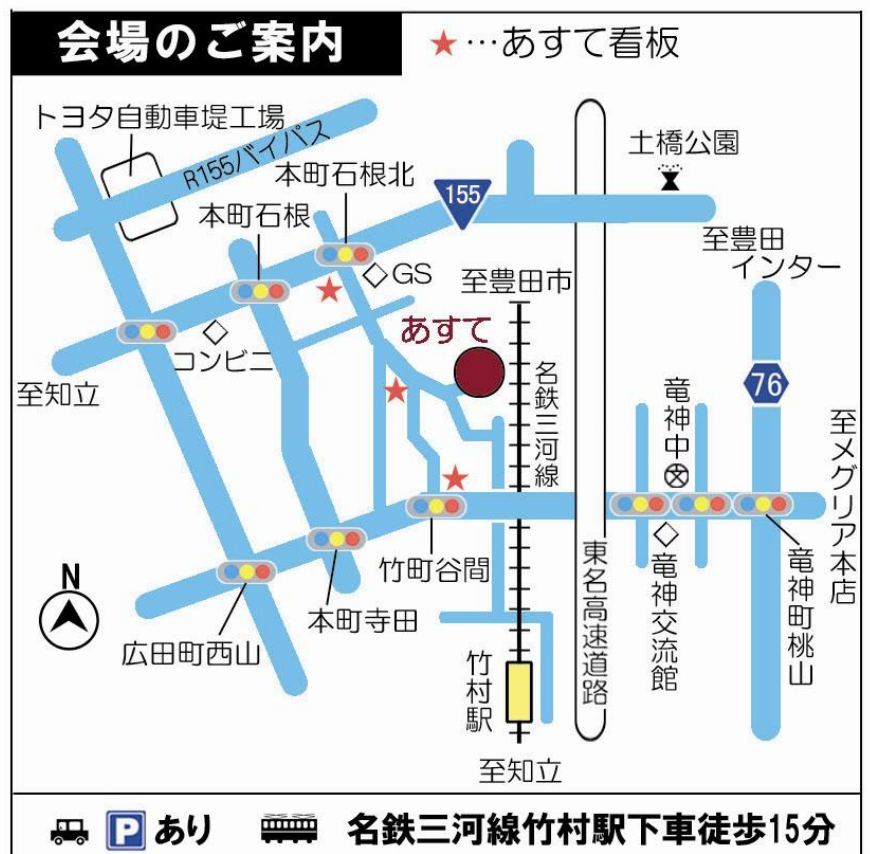 会場のご案内
★…あすて看板
トヨタ自動車堤工場
R155バイパス
本町石根北
155
土橋公園
本町石根
GS
至豊田市
至豊田
インター
あすて
コンビニ
至知立
名鉄三河線
竜神中
文
76
至メグリア本店
竹町谷間
本町寺田
広田町西山
N
東名高速道路
竜神交流館
竜神町桃山
竹村駅
至知立
P あり
名鉄三河線竹村駅下車徒歩15分